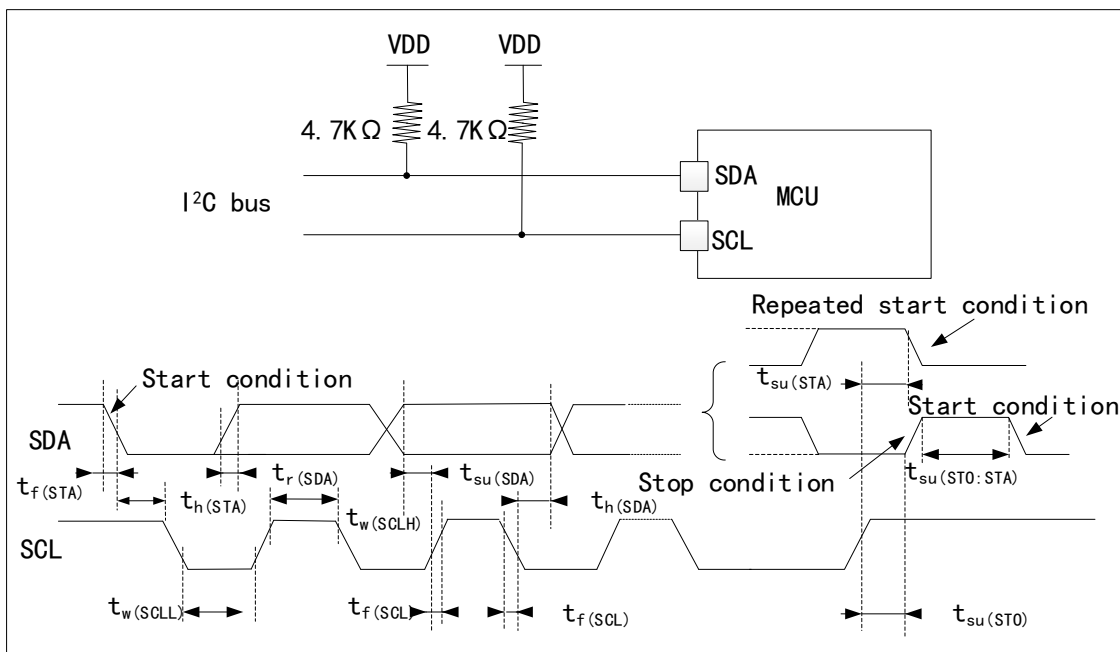 VDD VDD
4.7KΩ 4.7KΩ
SDA
MCU
I²C bus
SCL
Repeated start condition
Start condition
tsu(STA)
Start condition
SDA
tf(STA)
th(STA)
tr(SDA)
tsu(SDA)
th(SDA)
Stop condition
tsu(STO:STA)
tw(SCLH)
SCL
tw(SCLL)
tf(SCL)
tf(SCL)
tsu(STO)